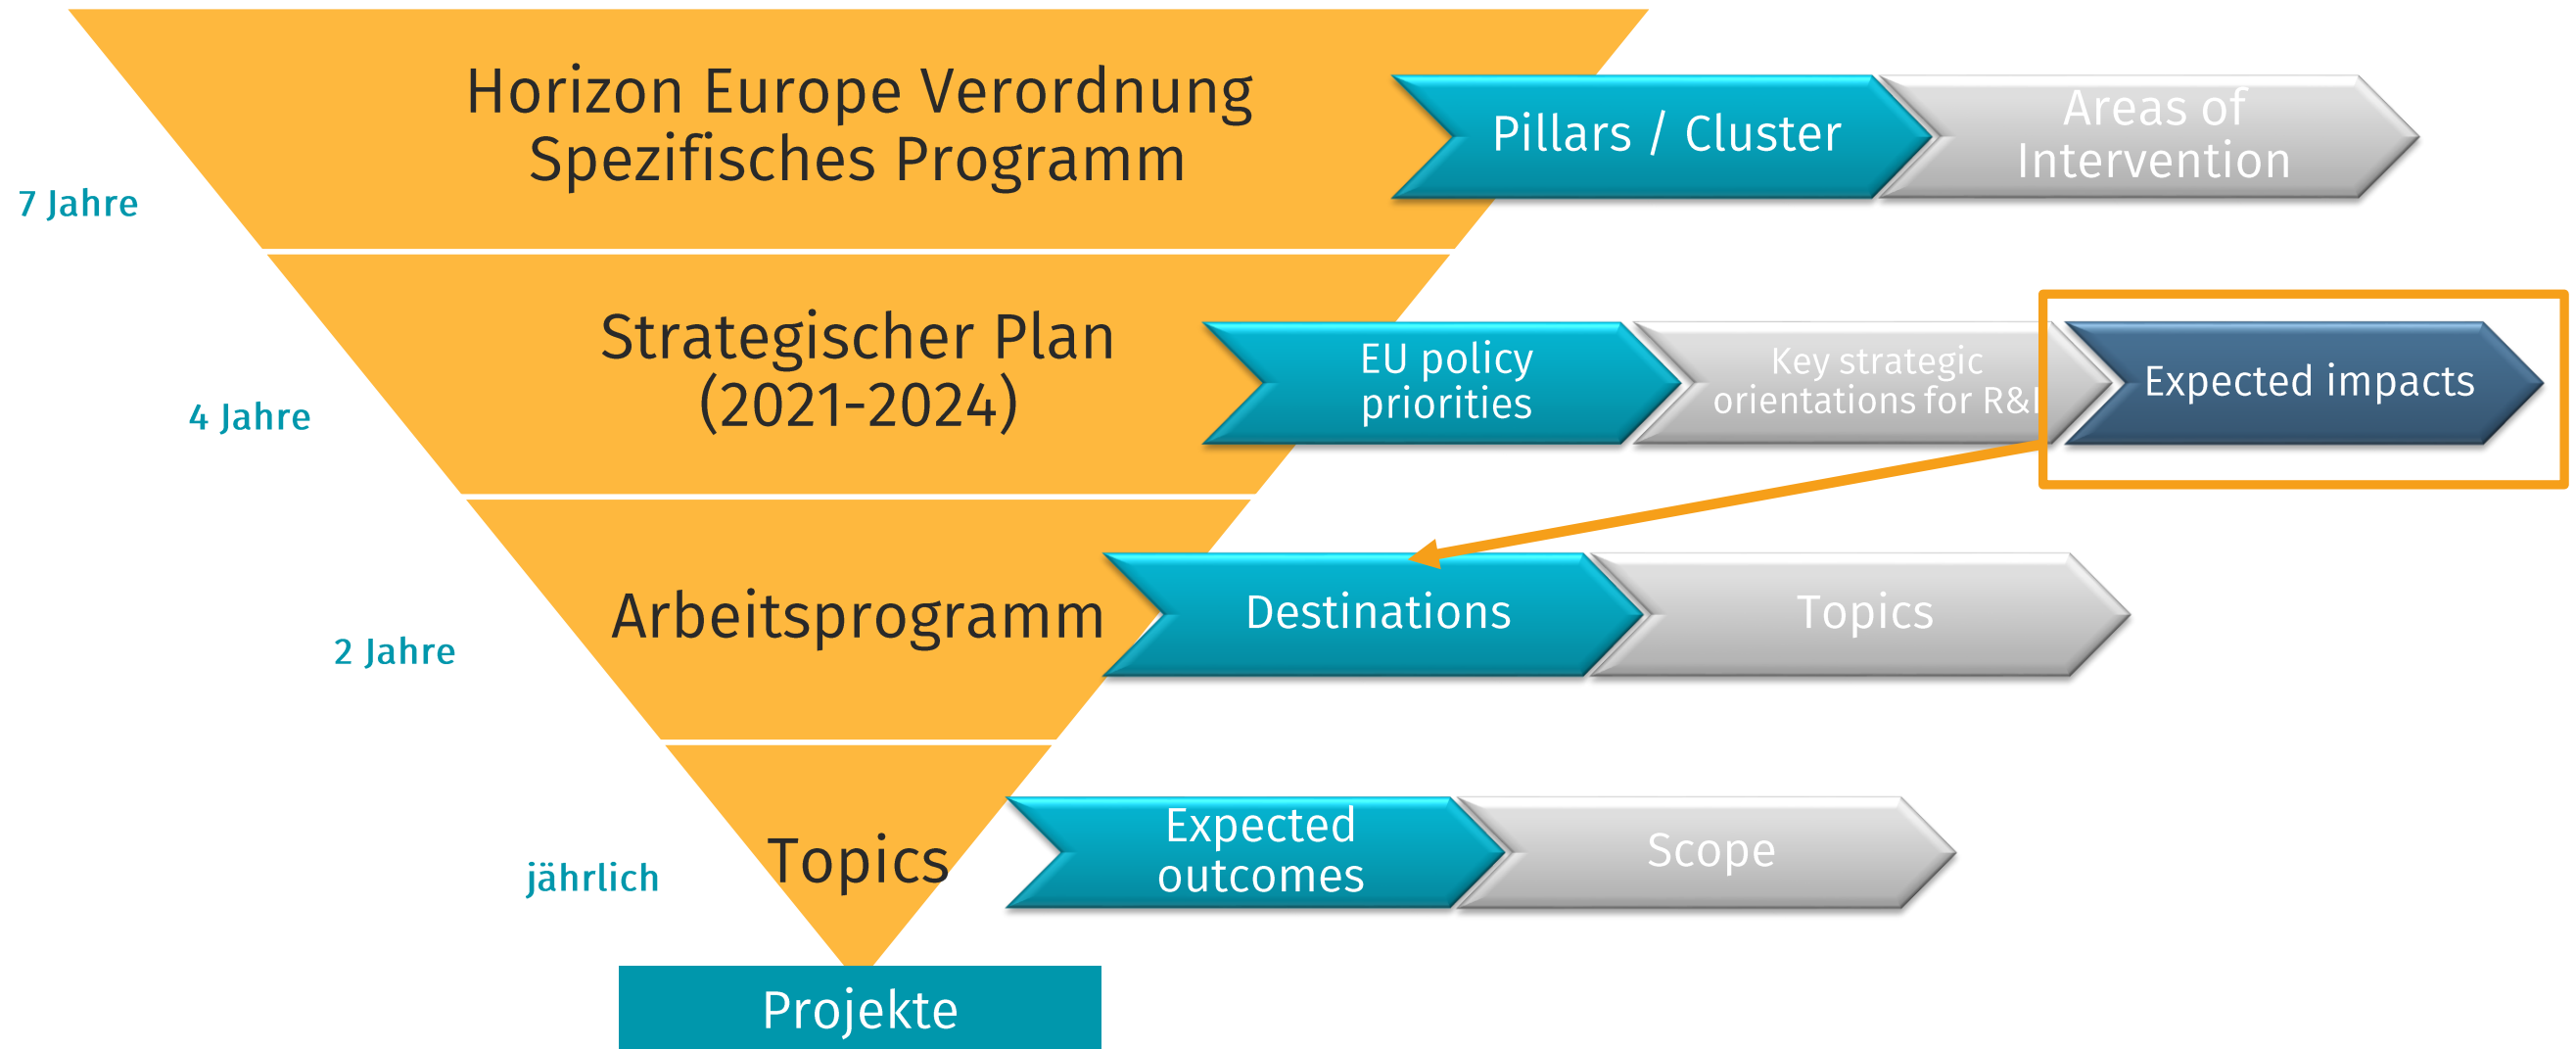 Horizon Europe Verordnung
Spezifisches Programm
Pillars / Cluster
Areas of
Intervention
7 Jahre
Strategischer Plan
(2021-2024)
EU policy
priorities
Key strategic
orientations for R&I
Expected impacts
4 Jahre
Arbeitsprogramm
Destinations
Topics
2 Jahre
Topics
Expected
outcomes
Scope
jährlich
Projekte